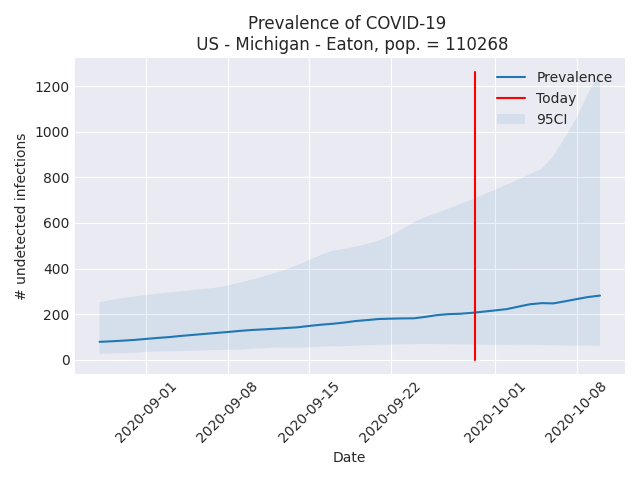 Prevalence of COVID-19
US - Michigan - Eaton, pop. = 110268
Prevalence
Today
95CI
# undetected infections
1200
1000
800
600
400
200
0
2020-09-01
2020-09-08
2020-09-15
2020-09-22
2020-10-01
2020-10-08
Date